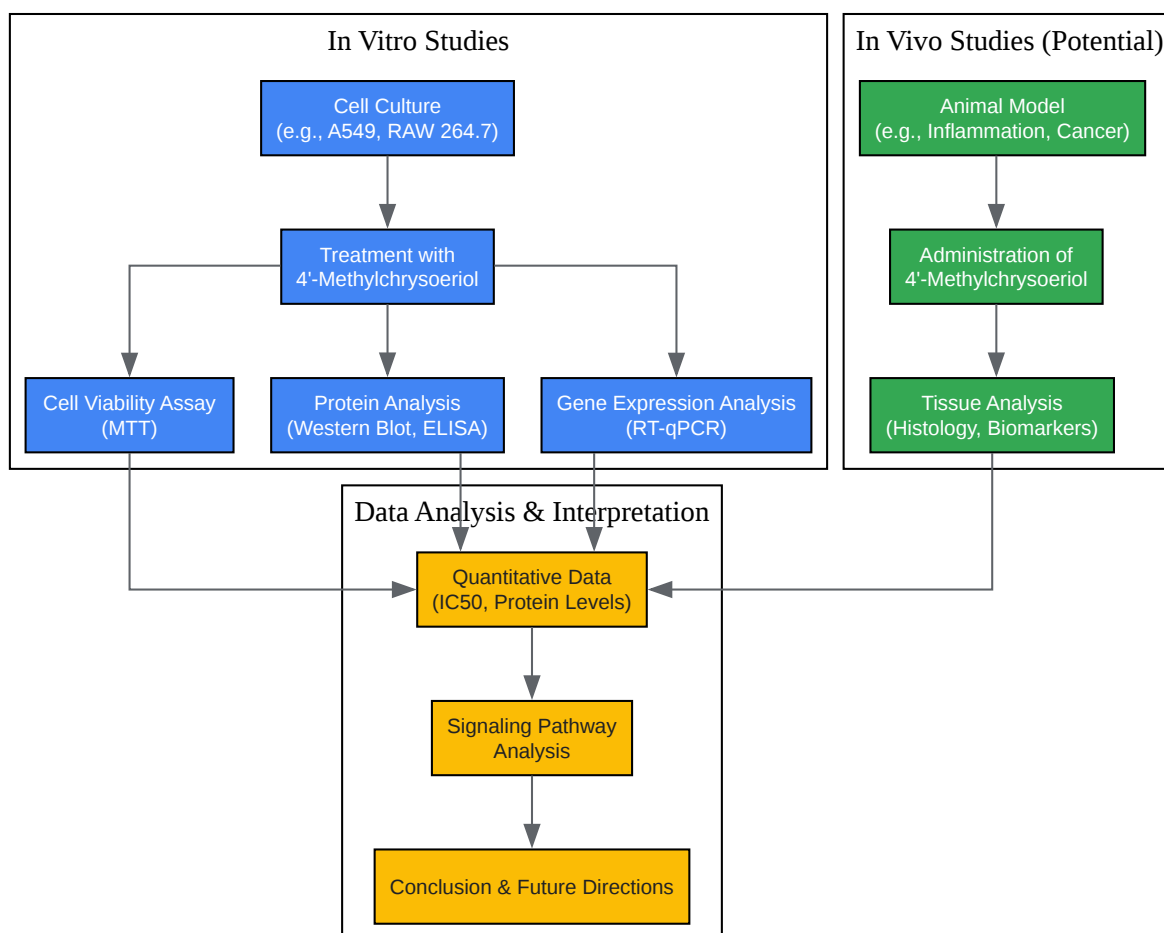 In Vitro Studies
Cell Culture
(e.g., A549, RAW 264.7)
Treatment with
4'-Methylchrysoeriol
Cell Viability Assay
(MTT)
Protein Analysis
(Western Blot, ELISA)
Gene Expression Analysis
(RT-qPCR)
In Vivo Studies (Potential)
Animal Model
(e.g., Inflammation, Cancer)
Administration of
4'-Methylchrysoeriol
Tissue Analysis
(Histology, Biomarkers)
Data Analysis & Interpretation
Quantitative Data
(IC50, Protein Levels)
Signaling Pathway
Analysis
Conclusion & Future Directions